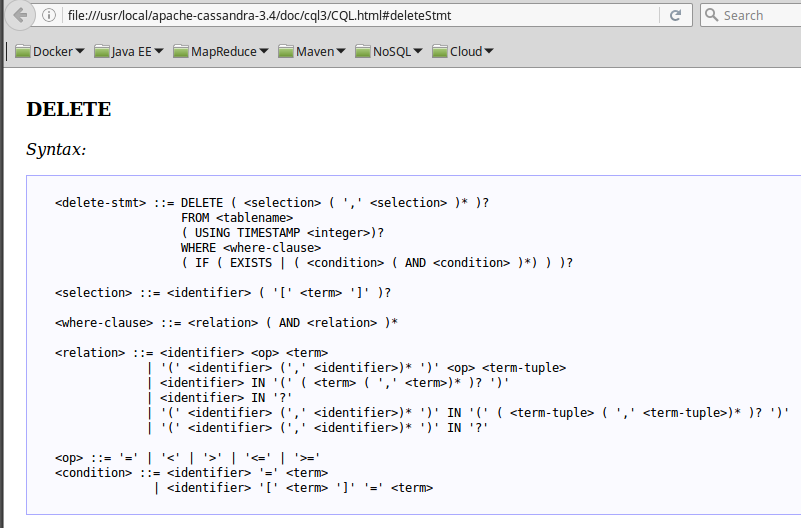 file:///usr/local/apache-cassandra-3.4/doc/cql3/CQL.html#deleteStmt
Search
Docker Java EE MapReduce Maven NoSQL Cloud
DELETE
Syntax:
<delete-stmt> ::= DELETE ( <selection> ( ',' <selection> )* )?
FROM <tablename>
( USING TIMESTAMP <integer>)?
WHERE <where-clause>
( IF ( EXISTS | ( <condition> ( AND <condition> )*) ) )?
<selection> ::= <identifier> ( '[' <term> ']' )?
<where-clause> ::= <relation> ( AND <relation> )*
<relation> ::= <identifier> <op> <term>
| '(' <identifier> (',' <identifier>)* ')' <op> <term-tuple>
| <identifier> IN '(' ( <term> ( ',' <term>)* )? ')'
| <identifier> IN '?'
| '(' <identifier> (',' <identifier>)* ')' IN '(' ( <term-tuple> ( ',' <term-tuple>)* )? ')'
| '(' <identifier> (',' <identifier>)* ')' IN '?'
<op> ::= '=' | '<' | '>' | '<=' | '>='
<condition> ::= <identifier> '=' <term>
| <identifier> '[' <term> ']' '=' <term>